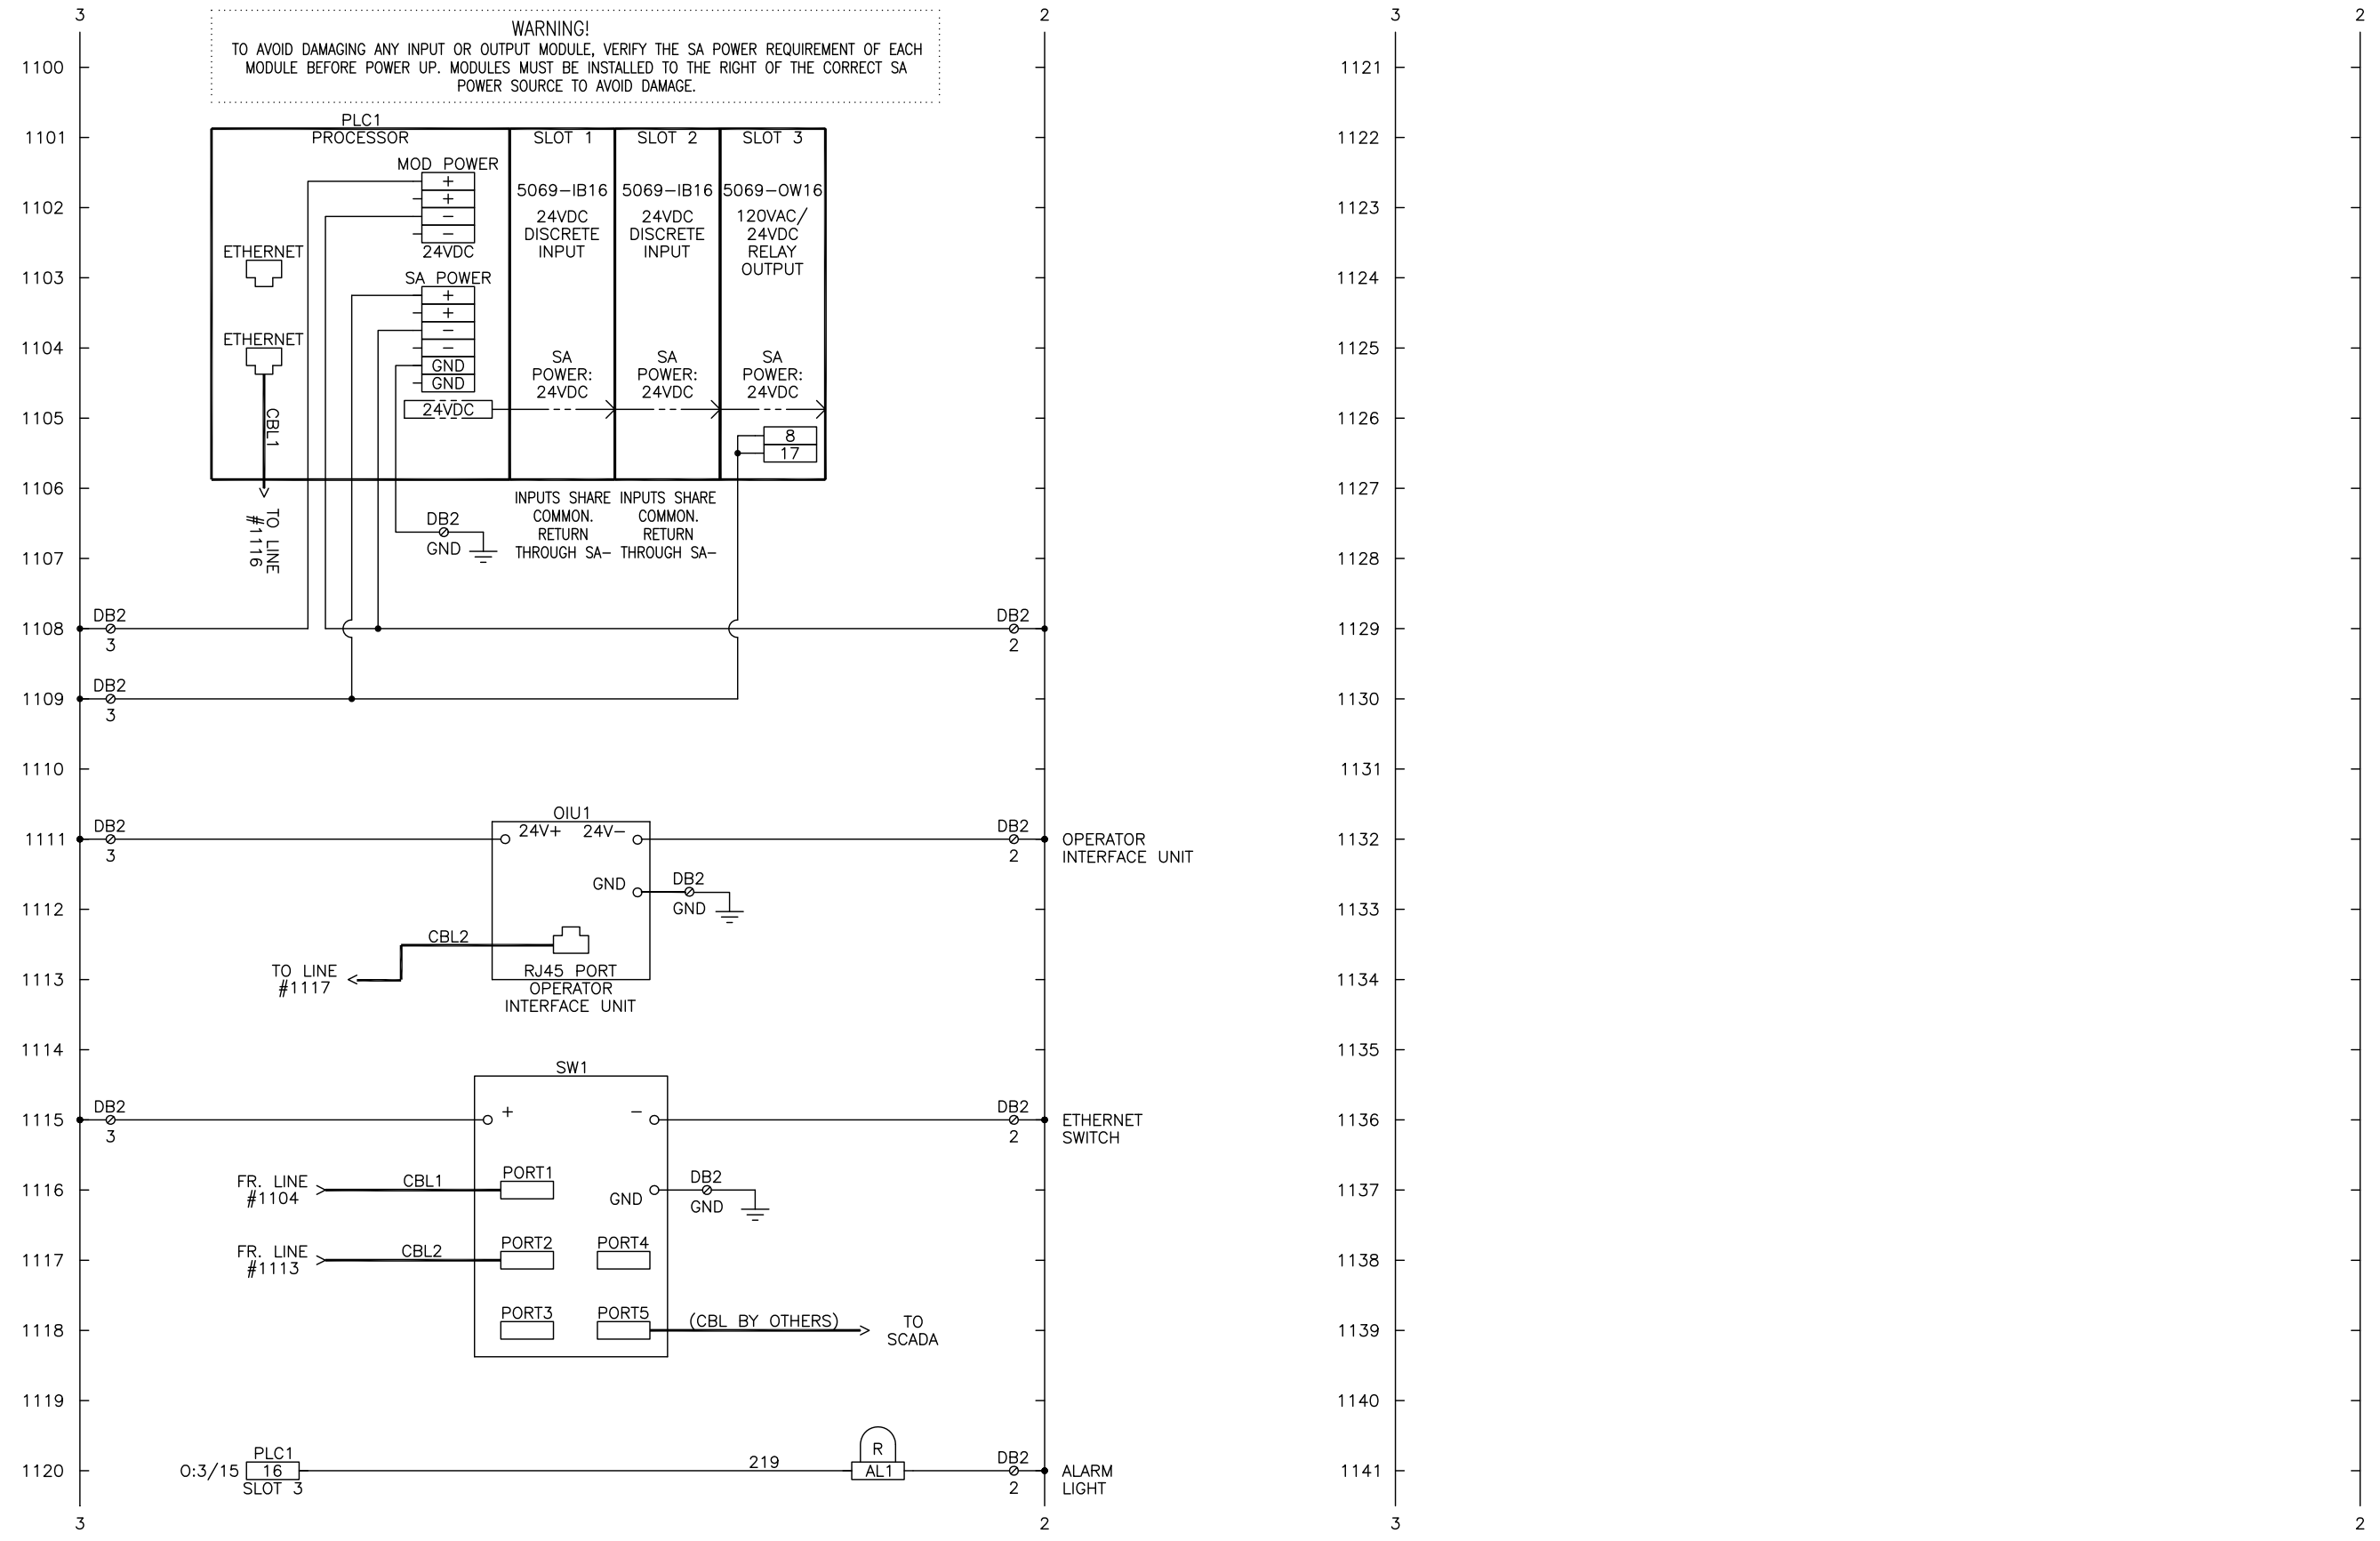 3
2
3
2
WARNING!
TO AVOID DAMAGING ANY INPUT OR OUTPUT MODULE, VERIFY THE SA POWER REQUIREMENT OF EACH
MODULE BEFORE POWER UP. MODULES MUST BE INSTALLED TO THE RIGHT OF THE CORRECT SA
POWER SOURCE TO AVOID DAMAGE.
1100
1101
1102
1103
1104
1105
1106
1107
1108
1109
1110
1111
1112
1113
1114
1115
1116
1117
1118
1119
1120
PLC1
PROCESSOR
MOD POWER
+
+
−
−
24VDC
ETHERNET
SA POWER
+
+
−
−
GND
GND
24VDC
ETHERNET
CBL1
TO LINE
#1116
SLOT 1
5069−IB16
24VDC
DISCRETE
INPUT
SA
POWER:
24VDC
INPUTS SHARE
COMMON.
RETURN
THROUGH SA−
SLOT 2
5069−IB16
24VDC
DISCRETE
INPUT
SA
POWER:
24VDC
INPUTS SHARE
COMMON.
RETURN
THROUGH SA−
SLOT 3
5069−OW16
120VAC/
24VDC
RELAY
OUTPUT
SA
POWER:
24VDC
8
17
DB2
GND
DB2
3
DB2
2
DB2
3
OIU1
DB2
3
24V+ 24V−
DB2
2
OPERATOR
INTERFACE UNIT
GND
DB2
GND
CBL2
TO LINE
#1117
RJ45 PORT
OPERATOR
INTERFACE UNIT
SW1
DB2
3
+
−
DB2
2
ETHERNET
SWITCH
FR. LINE
#1104
CBL1
PORT1
GND
DB2
GND
FR. LINE
#1113
CBL2
PORT2
PORT4
PORT3
PORT5
(CBL BY OTHERS)
TO
SCADA
O:3/15
PLC1
16
SLOT 3
219
R
AL1
DB2
2
ALARM
LIGHT
1121
1122
1123
1124
1125
1126
1127
1128
1129
1130
1131
1132
1133
1134
1135
1136
1137
1138
1139
1140
1141
3
2
3
2